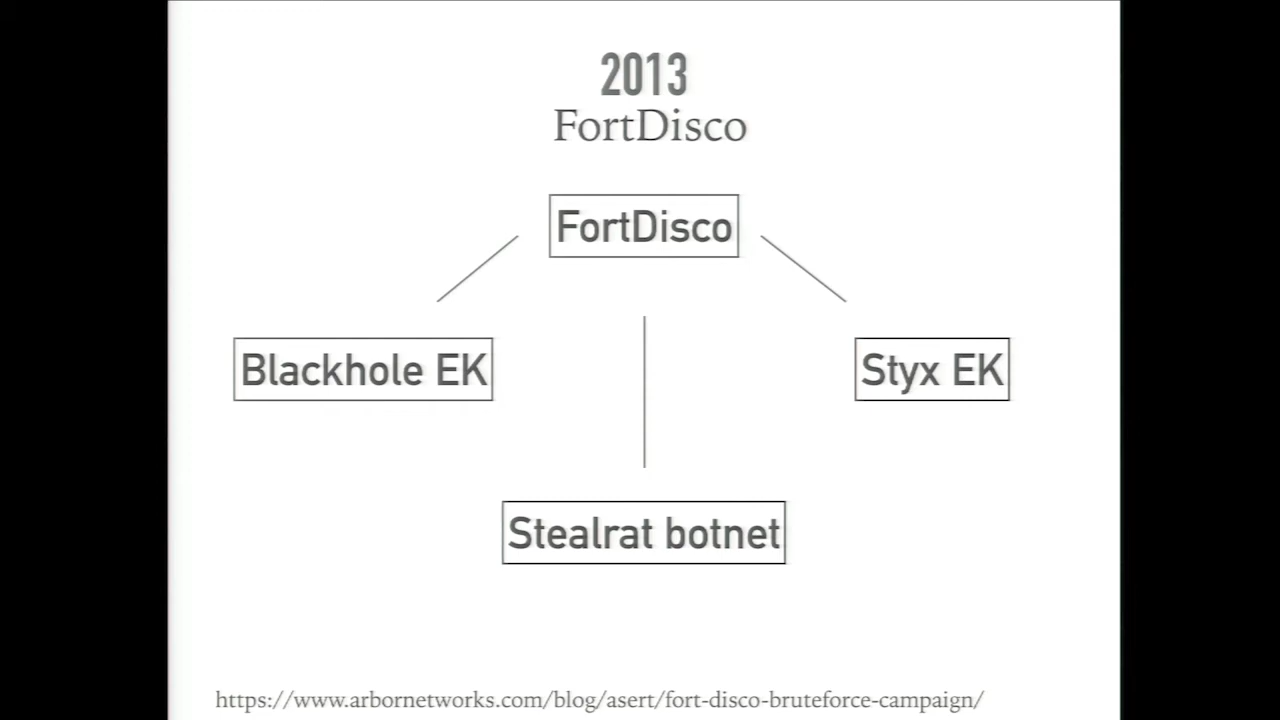 2013
FortDisco
FortDisco
Blackhole EK
Styx EK
Stealrat botnet
https://www.arbornetworks.com/blog/asert/fort-disco-bruteforce-campaign/